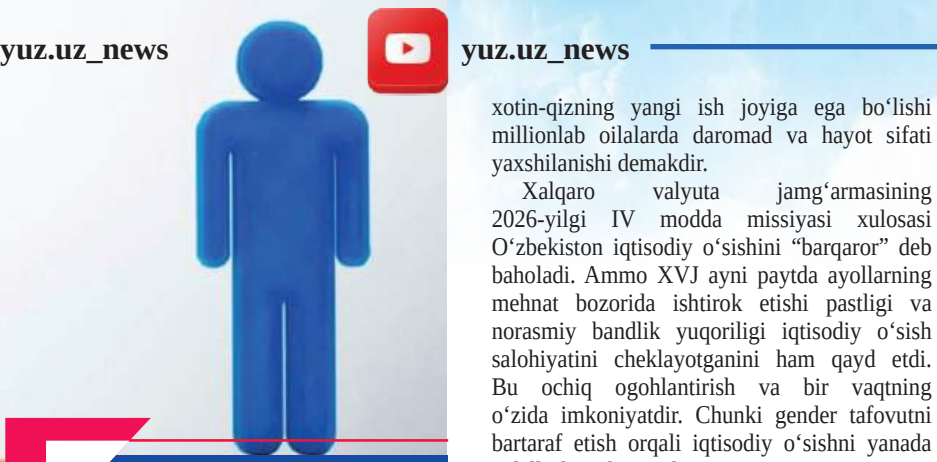 yuz.uz_news
yuz.uz_news
xotin-qizning yangi ish joyiga ega bo‘lishi
millionlab oilalarda daromad va hayot sifati
yaxshilanishi demakdir.
Xalqaro valyuta jamg‘armasining
2026-yilgi IV modda missiyasi xulosasi
O‘zbekiston iqtisodiy o‘sishini “barqaror” deb
baholadi. Ammo XVJ ayni paytda ayollarning
mehnat bozorida ishtirok etishi pastligi va
norasmiy bandlik yuqoriligi iqtisodiy o‘sish
salohiyatini cheklayotganini ham qayd etdi.
Bu ochiq ogohlantirish va bir vaqtning
o‘zida imkoniyatdir. Chunki gender tafovutni
bartaraf etish orqali iqtisodiy o‘sishni yanada